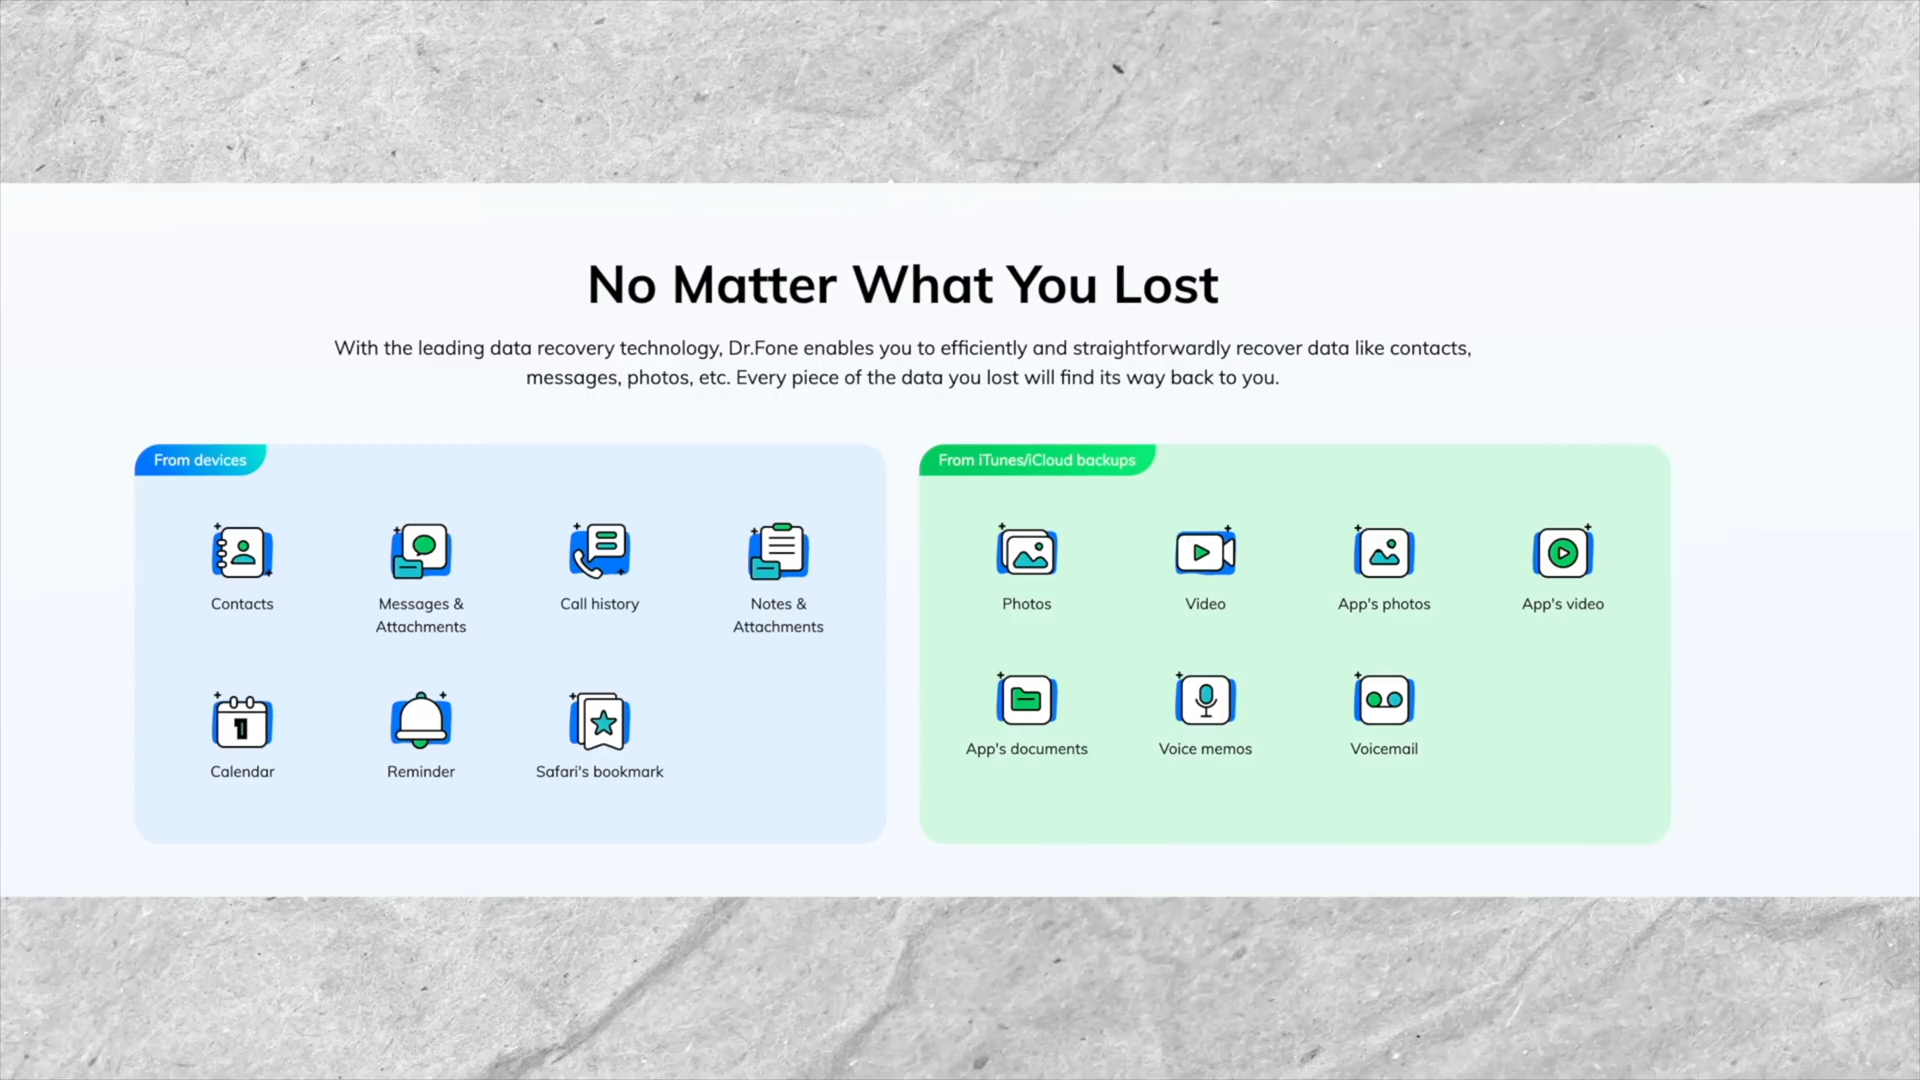 No Matter What You Lost
With the leading data recovery technology, Dr.Fone enables you to efficiently and straightforwardly recover data like contacts,
messages, photos, etc. Every piece of the data you lost will find its way back to you.
From devices
Contacts
Messages &
Attachments
Call history
Notes &
Attachments
1
Calendar
Reminder
Safari's bookmark
From iTunes/iCloud backups
Photos
Video
App's photos
App's video
App's documents
Voice memos
Voicemail